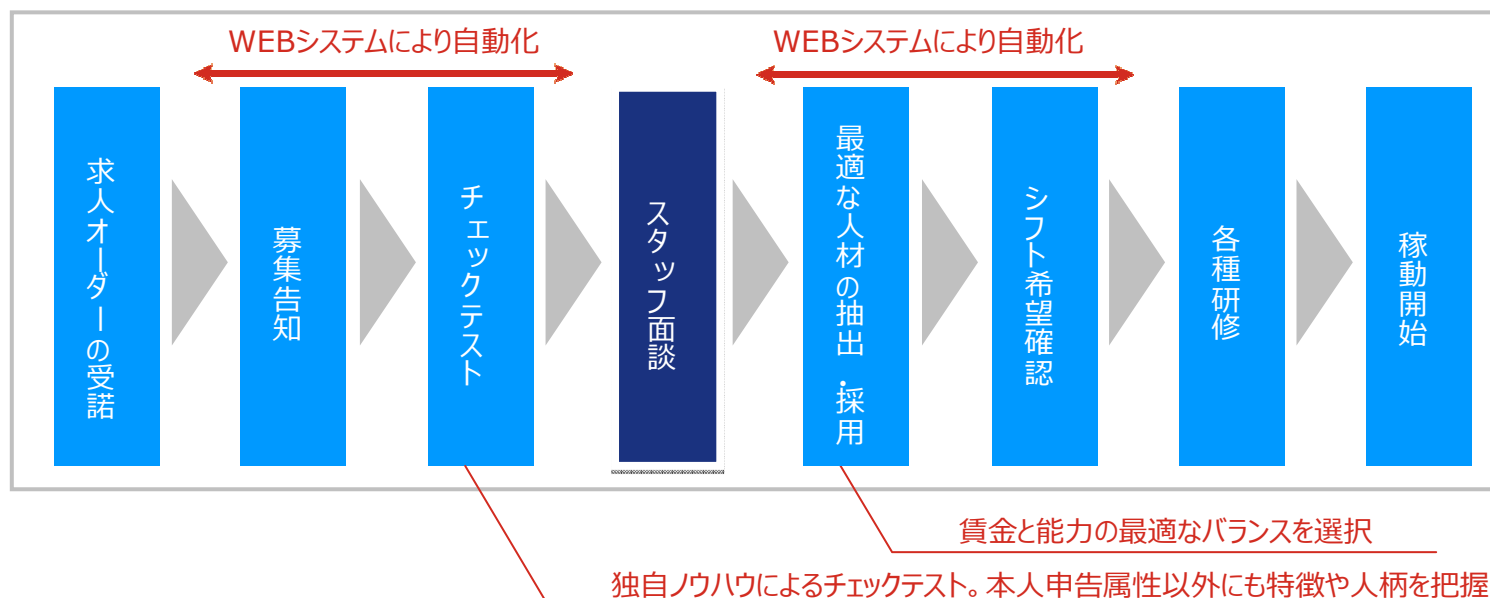 WEBシステムにより自動化
WEBシステムにより自動化
求人オーダーの受諾
募集告知
チェックテスト
スタッフ面談
最適な人材の抽出・採用
シフト希望確認
各種研修
稼動開始
賃金と能力の最適なバランスを選択
独自ノウハウによるチェックテスト。本人申告属性以外にも特徴や人柄を把握